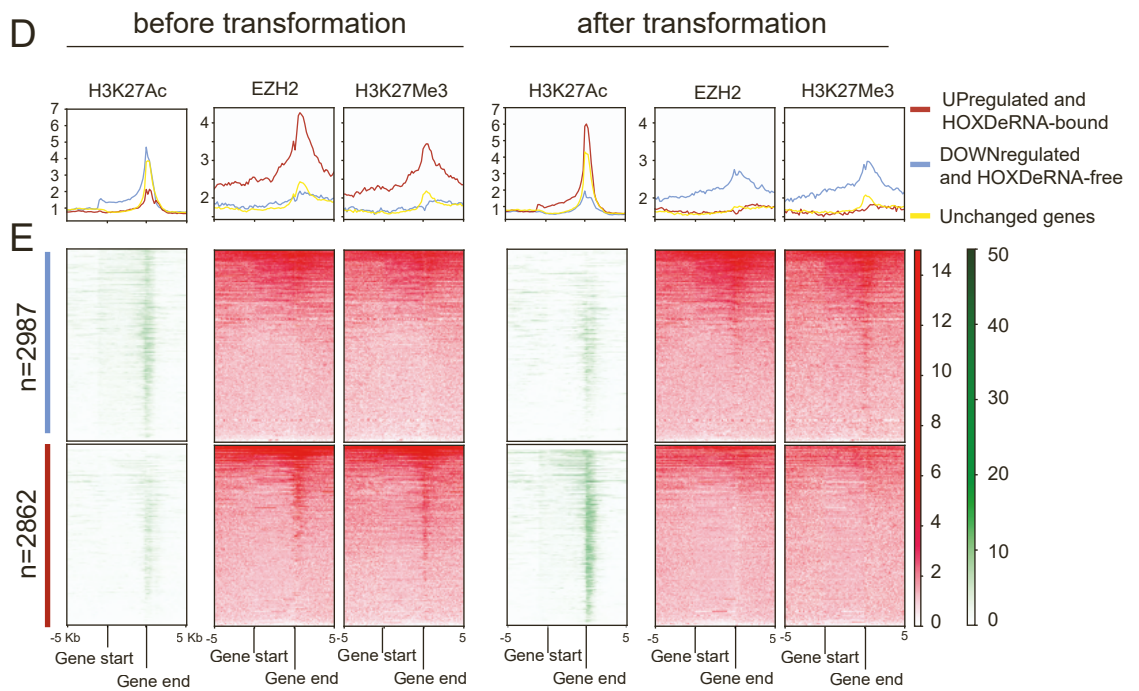 D
before transformation
after transformation
H3K27Ac
EZH2
H3K27Me3
H3K27Ac
EZH2
H3K27Me3
7
6
5
4
3
2
1
4
3
2
7
6
5
4
3
2
1
4
3
2
UPregulated and
HOXDeRNA-bound
DOWNregulated
and HOXDeRNA-free
Unchanged genes
E
n=2987
n=2862
14
12
10
8
6
4
2
0
50
40
30
20
10
0
-5 Kb
5 Kb
-5
5
-5
5
-5
5
-5
5
-5
5
Gene start
Gene end
Gene start
Gene end
Gene start
Gene end
Gene start
Gene end
Gene start
Gene end
Gene start
Gene end